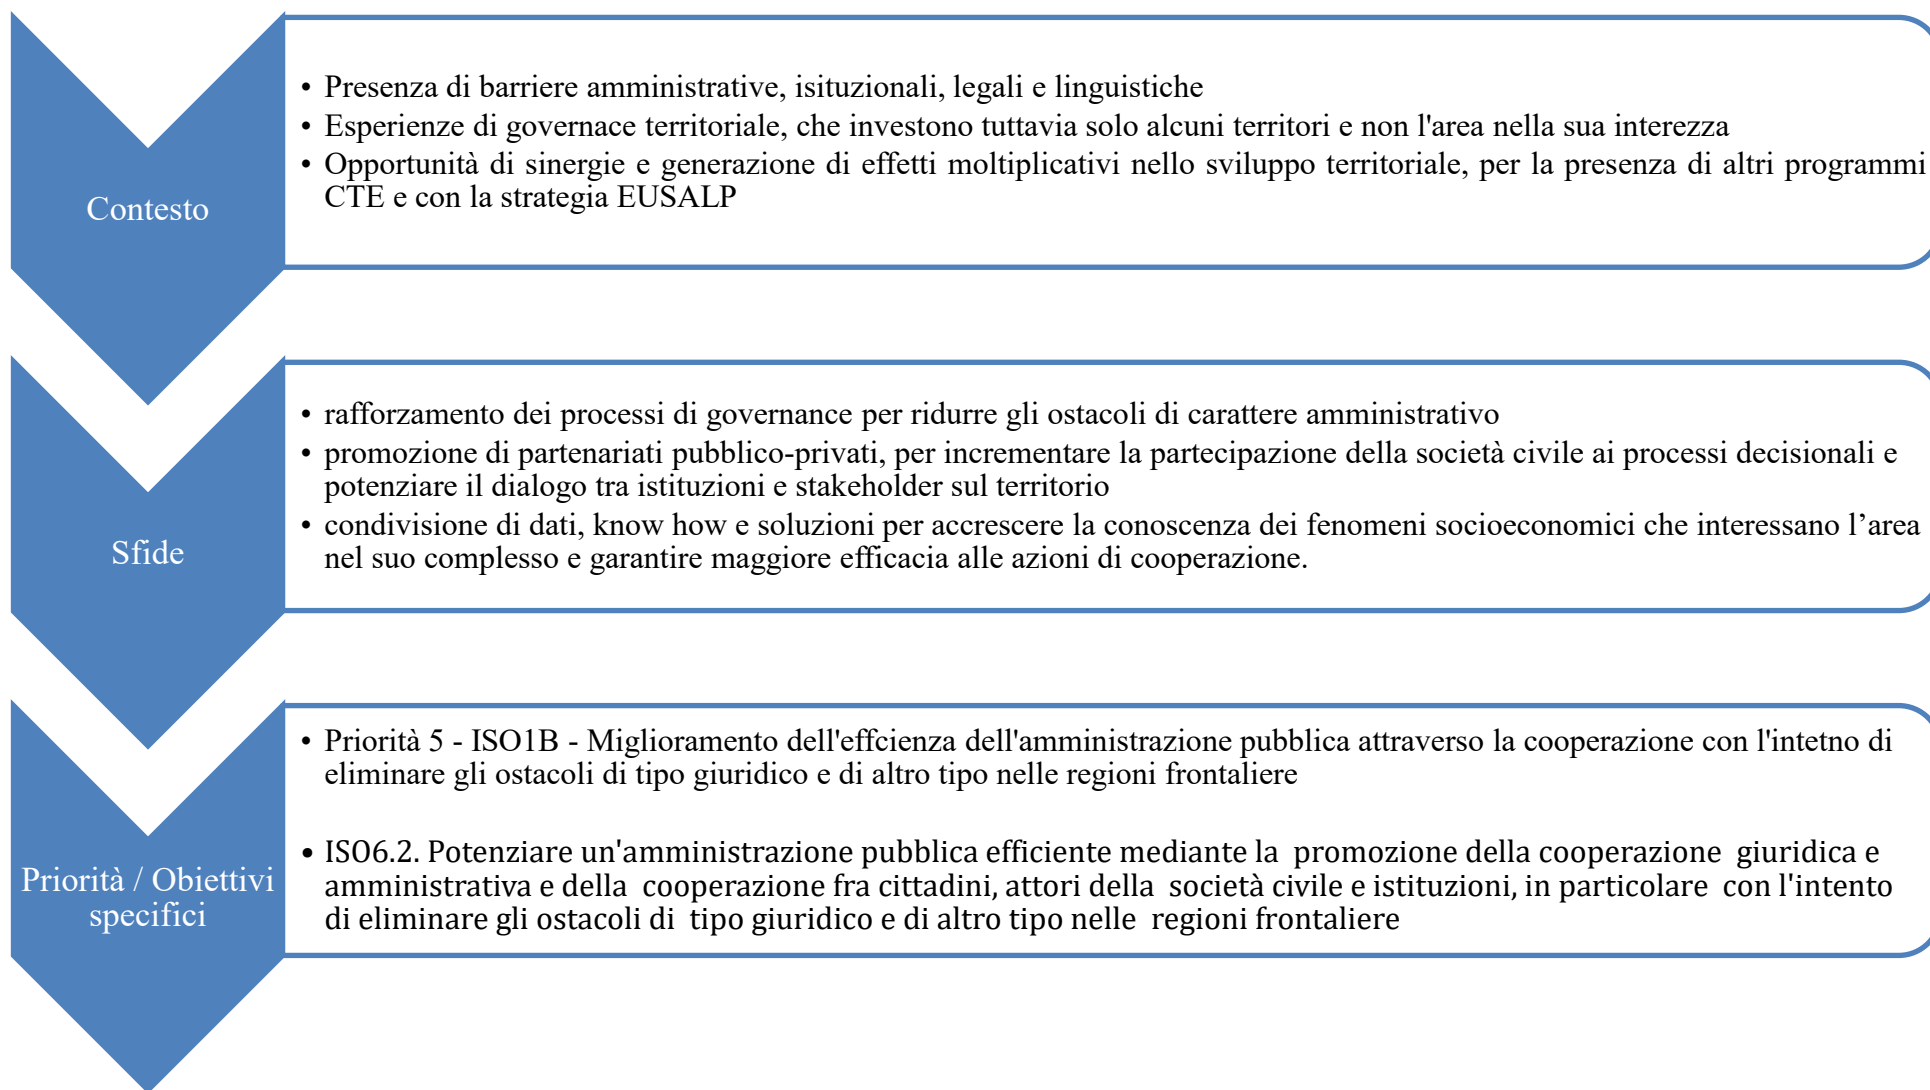 Contesto
• Presenza di barriere amministrative, isituzionali, legali e linguistiche
• Esperienze di governace territoriale, che investono tuttavia solo alcuni territori e non l'area nella sua interezza
• Opportunità di sinergie e generazione di effetti moltiplicativi nello sviluppo territoriale, per la presenza di altri programmi
CTE e con la strategia EUSALP
Sfide
• rafforzamento dei processi di governance per ridurre gli ostacoli di carattere amministrativo
• promozione di partenariati pubblico-privati, per incrementare la partecipazione della società civile ai processi decisionali e
potenziare il dialogo tra istituzioni e stakeholder sul territorio
• condivisione di dati, know how e soluzioni per accrescere la conoscenza dei fenomeni socioeconomici che interessano l’area
nel suo complesso e garantire maggiore efficacia alle azioni di cooperazione.
Priorità / Obiettivi
specifici
• Priorità 5 - ISO1B - Miglioramento dell'effcienza dell'amministrazione pubblica attraverso la cooperazione con l'intetno di
eliminare gli ostacoli di tipo giuridico e di altro tipo nelle regioni frontaliere
• ISO6.2. Potenziare un'amministrazione pubblica efficiente mediante la promozione della cooperazione giuridica e
amministrativa e della cooperazione fra cittadini, attori della società civile e istituzioni, in particolare con l'intento
di eliminare gli ostacoli di tipo giuridico e di altro tipo nelle regioni frontaliere